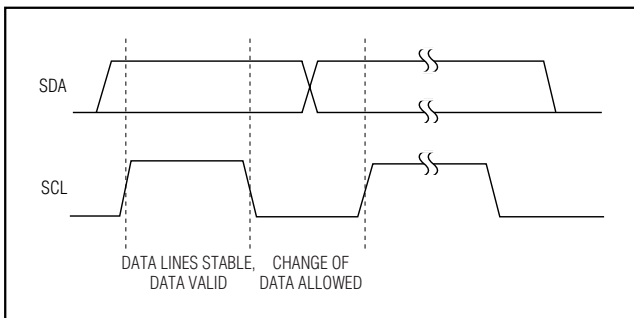 SDA
SCL
DATA LINES STABLE,
DATA VALID
CHANGE OF
DATA ALLOWED